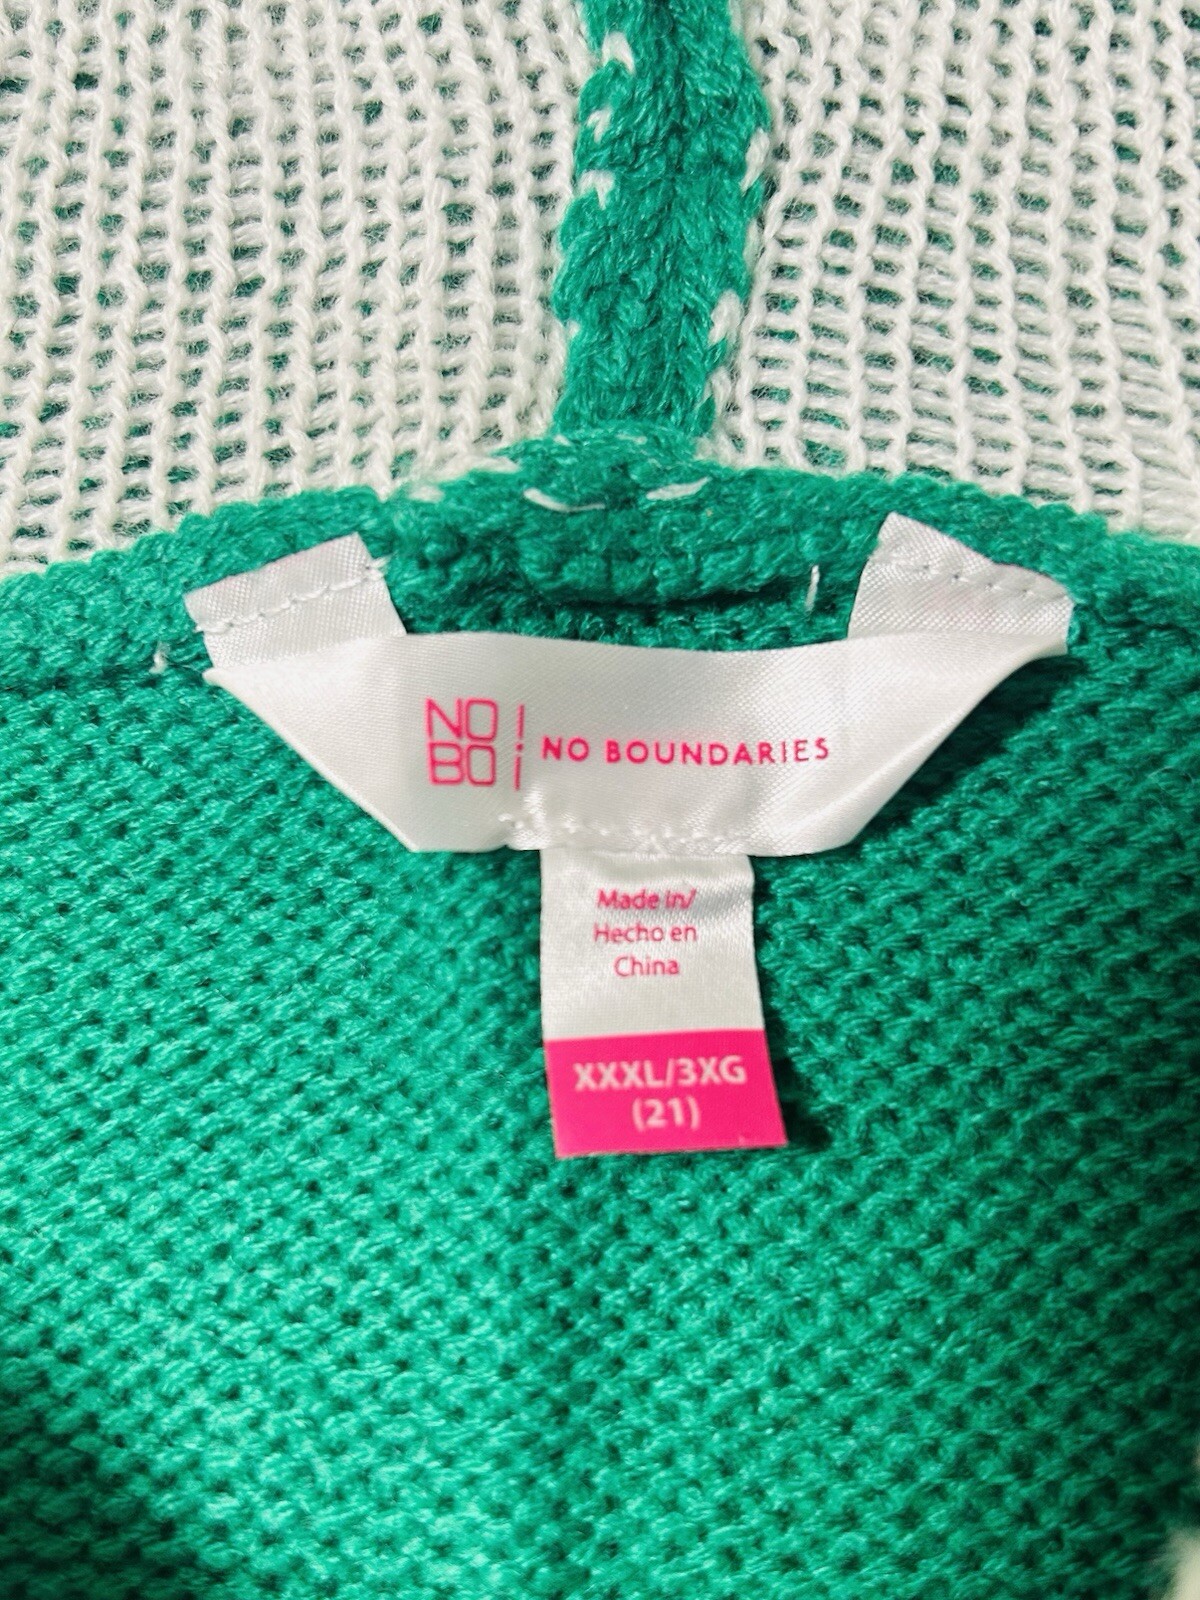 NO
BO
NO BOUNDARIES
Made in/
Hecho en
China
XXXL/3XG
(21)